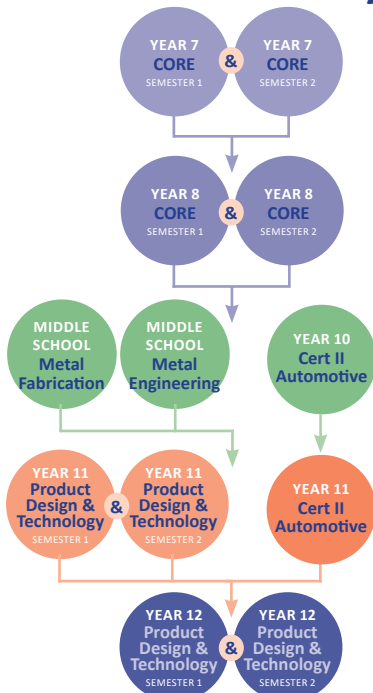 YEAR 7
CORE
SEMESTER 1
&
YEAR 7
CORE
SEMESTER 2
YEAR 8
CORE
SEMESTER 1
&
YEAR 8
CORE
SEMESTER 2
MIDDLE
SCHOOL
Metal
Fabrication
MIDDLE
SCHOOL
Metal
Engineering
YEAR 10
Cert II
Automotive
YEAR 11
Product
Design &
Technology
SEMESTER 1
&
YEAR 11
Product
Design &
Technology
SEMESTER 2
YEAR 11
Cert II
Automotive
YEAR 12
Product
Design &
Technology
SEMESTER 1
&
YEAR 12
Product
Design &
Technology
SEMESTER 2